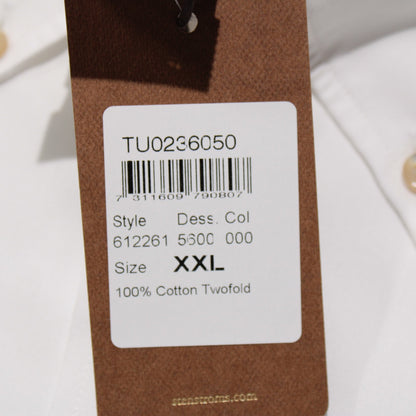 TU0236050
7 311609 790807
Style Dess. Col
612261 5600 000
Size XXL
100% Cotton Twofold
stenstroms.com